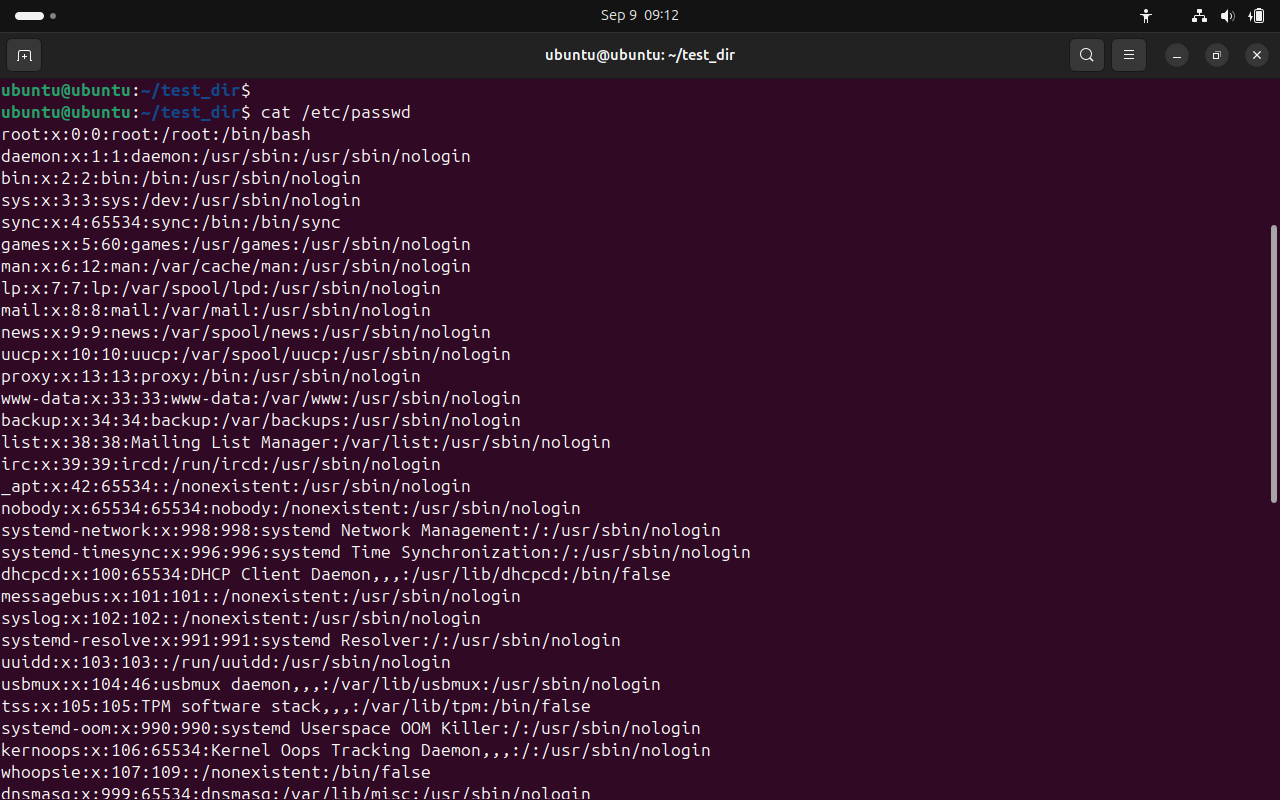 Sep 9 09:12
ubuntu@ubuntu: ~/test_dir
ubuntu@ubuntu:~/test_dir$
ubuntu@ubuntu:~/test_dir$ cat /etc/passwd
root:x:0:0:root:/root:/bin/bash
daemon:x:1:1:daemon:/usr/sbin:/usr/sbin/nologin
bin:x:2:2:bin:/bin:/usr/sbin/nologin
sys:x:3:3:sys:/dev:/usr/sbin/nologin
sync:x:4:65534:sync:/bin:/bin/sync
games:x:5:60:games:/usr/games:/usr/sbin/nologin
man:x:6:12:man:/var/cache/man:/usr/sbin/nologin
lp:x:7:7:lp:/var/spool/lpd:/usr/sbin/nologin
mail:x:8:8:mail:/var/mail:/usr/sbin/nologin
news:x:9:9:news:/var/spool/news:/usr/sbin/nologin
uucp:x:10:10:uucp:/var/spool/uucp:/usr/sbin/nologin
proxy:x:13:13:proxy:/bin:/usr/sbin/nologin
www-data:x:33:33:www-data:/var/www:/usr/sbin/nologin
backup:x:34:34:backup:/var/backups:/usr/sbin/nologin
list:x:38:38:Mailing List Manager:/var/list:/usr/sbin/nologin
irc:x:39:39:ircd:/run/ircd:/usr/sbin/nologin
_apt:x:42:65534::/nonexistent:/usr/sbin/nologin
nobody:x:65534:65534:nobody:/nonexistent:/usr/sbin/nologin
systemd-network:x:998:998:systemd Network Management:/:/usr/sbin/nologin
systemd-timesync:x:996:996:systemd Time Synchronization:/:/usr/sbin/nologin
dhcpcd:x:100:65534:DHCP Client Daemon,,,:/usr/lib/dhcpcd:/bin/false
messagebus:x:101:101::/nonexistent:/usr/sbin/nologin
syslog:x:102:102::/nonexistent:/usr/sbin/nologin
systemd-resolve:x:991:991:systemd Resolver:/:/usr/sbin/nologin
uuidd:x:103:103::/run/uuidd:/usr/sbin/nologin
usbmux:x:104:46:usbmux daemon,,,:/var/lib/usbmux:/usr/sbin/nologin
tss:x:105:105:TPM software stack,,,:/var/lib/tpm:/bin/false
systemd-oom:x:990:990:systemd Userspace OOM Killer:/:/usr/sbin/nologin
kernoops:x:106:65534:Kernel Oops Tracking Daemon,,,:/:/usr/sbin/nologin
whoopsie:x:107:109::/nonexistent:/bin/false
dnsmasq:x:999:65534:dnsmasq:/var/lib/misc:/usr/sbin/nologin